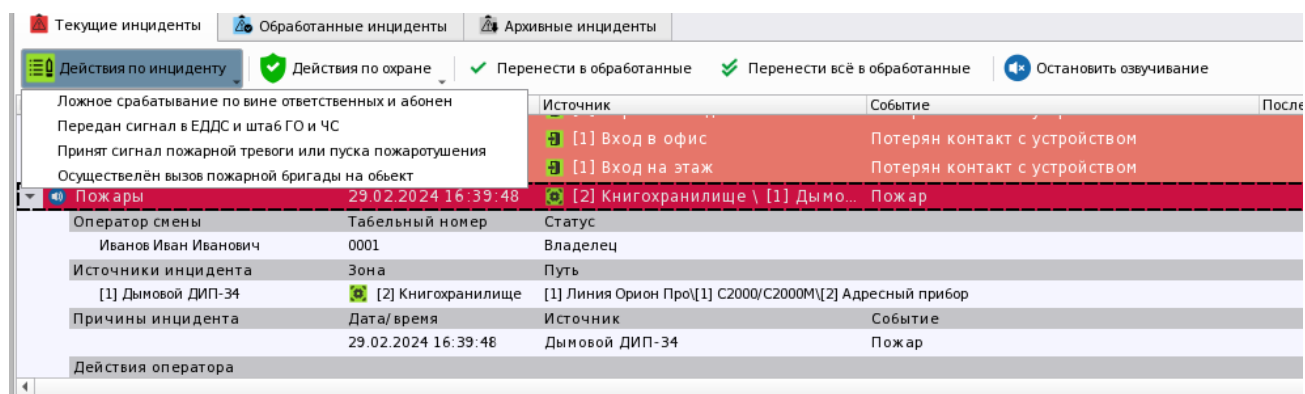 Текущие инциденты Обработанные инциденты Архивные инциденты
Действия по инциденту Действия по охране Перенести в обработанные Перенести всё в обработанные Остановить озвучивание
Ложное срабатывание по вине ответственных и абонен Источник Событие После
Передан сигнал в ЕДДС и штаб ГО и ЧС [1] Вход в офис Потерян контакт с устройством
Принят сигнал пожарной тревоги или пуска пожаротушения [1] Вход на этаж Потерян контакт с устройством
Осуществелён вызов пожарной бригады на обьект
Пожары 29.02.2024 16:39:48 [2] Книгохранилище \ [1] Дымо... Пожар
Оператор смены Табельный номер Статус
Иванов Иван Иванович 0001 Владелец
Источники инцидента Зона Путь
[1] Дымовой ДИП-34 [2] Книгохранилище [1] Линия Орион Про\[1] С2000/С2000М\[2] Адресный прибор
Причины инцидента Дата/время Источник Событие
29.02.2024 16:39:48 Дымовой ДИП-34 Пожар
Действия оператора